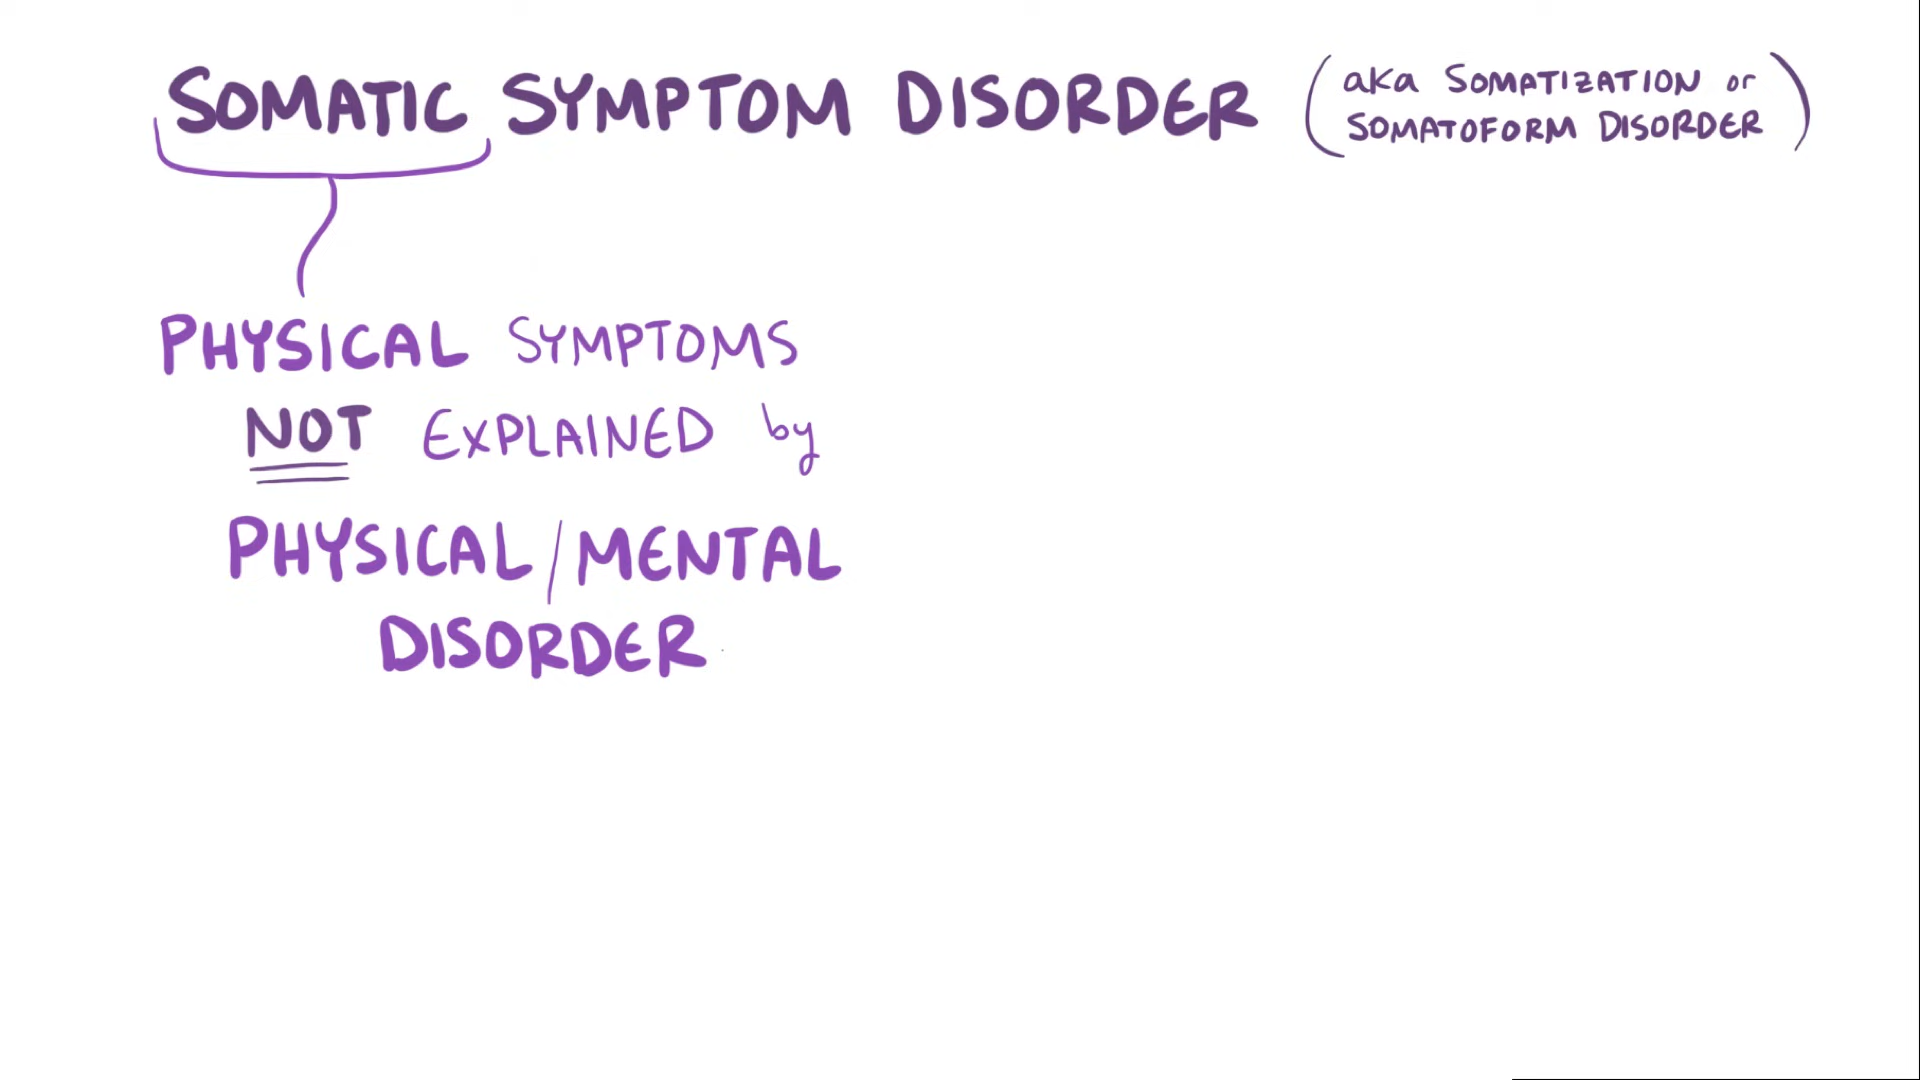 SOMATIC SYMPTOM DISORDER (aka SOMATIZATION or
SOMATOFORM DISORDER)
PHYSICAL SYMPTOMS
NOT EXPLAINED by
PHYSICAL/MENTAL
DISORDER